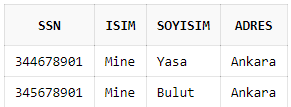 SSN ISIM SOYISIM ADRES
344678901 Mine Yasa Ankara
345678901 Mine Bulut Ankara